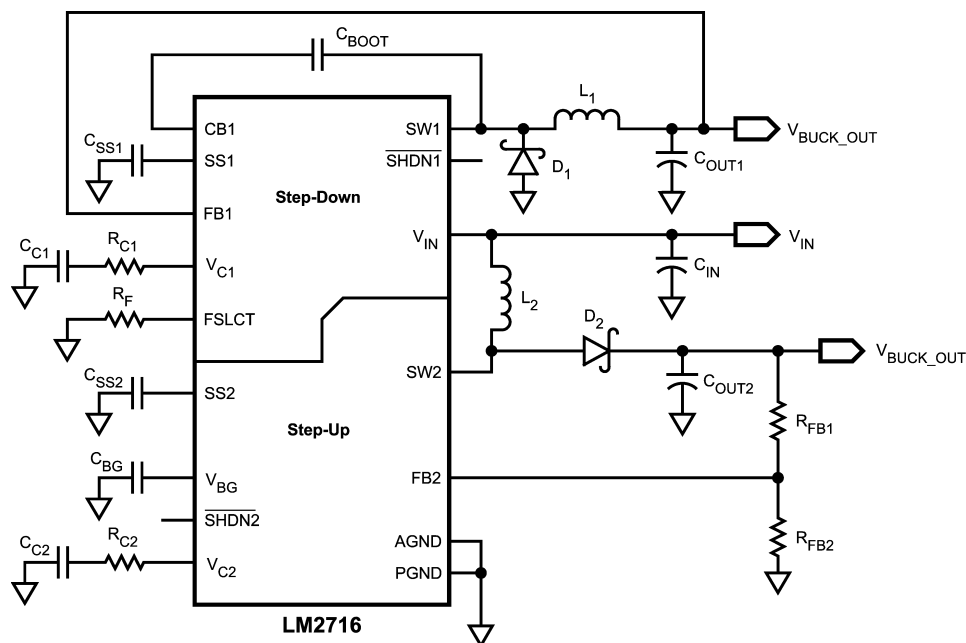 C_BOOT
L_1
CB1
SW1
V_BUCK_OUT
C_SS1
SS1
SHDN1
D_1
C_OUT1
Step-Down
FB1
V_IN
V_IN
C_C1
R_C1
V_C1
C_IN
R_F
L_2
FSLCT
D_2
V_BUCK_OUT
SW2
C_SS2
SS2
C_OUT2
Step-Up
R_FB1
C_BG
V_BG
FB2
SHDN2
R_C2
C_C2
V_C2
AGND
R_FB2
PGND
LM2716